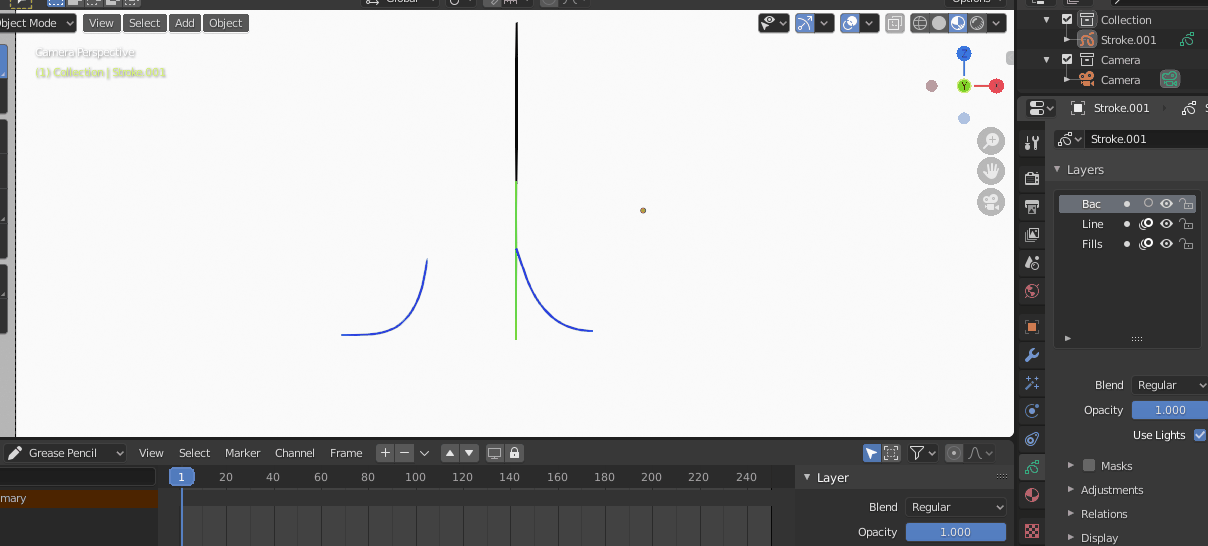 Global
Options
bject Mode View Select Add Object
Camera Perspective
(1) Collection | Stroke.001
Z
Y
Collection
Stroke.001
Camera
Camera
Stroke.001
Stroke.001
Layers
Bac
Line
Fills
Blend Regular
Opacity 1.000
Use Lights
Masks
Adjustments
Relations
Display
Grease Pencil View Select Marker Channel Frame
1 20 40 60 80 100 120 140 160 180 200 220 240
mary
Layer
Blend Regular
Opacity 1.000